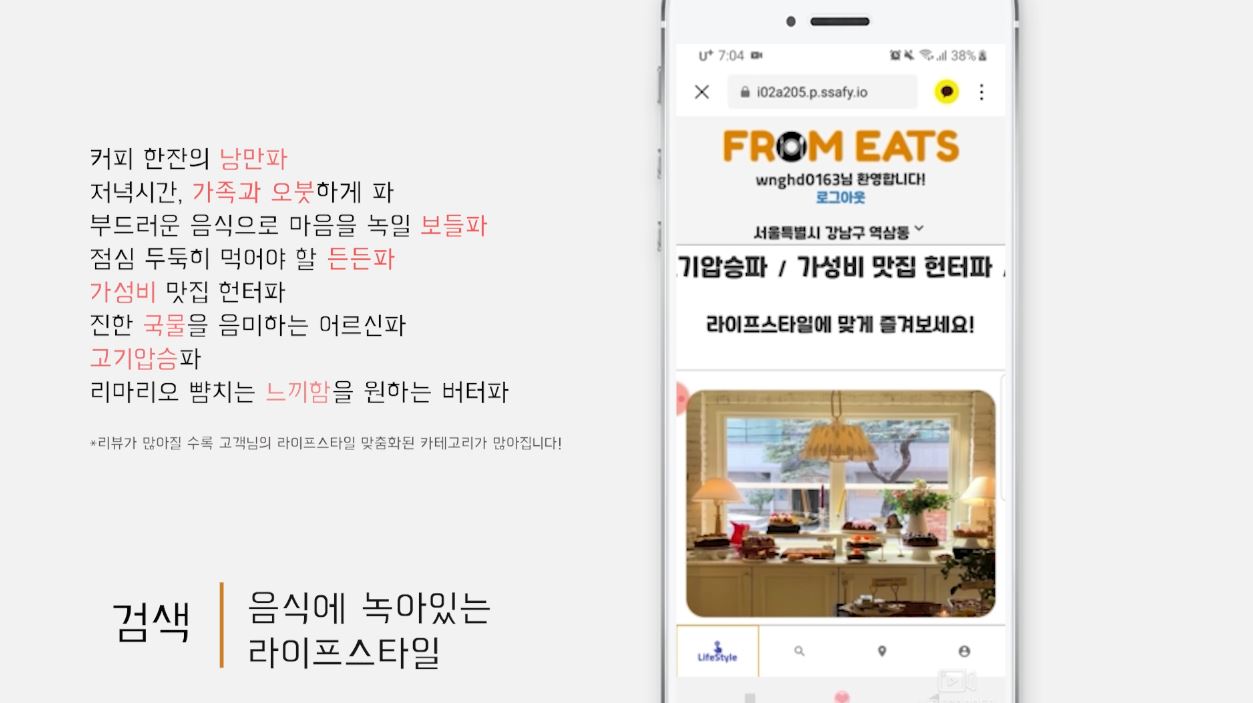 커피 한잔의 낭만파
저녁시간, 가족과 오붓하게 파
부드러운 음식으로 마음을 녹일 보들파
점심 두둑히 먹어야 할 든든파
가성비 맛집 헌터파
진한 국물을 음미하는 어르신파
고기압승파
리마리오 뺨치는 느끼함을 원하는 버터파
*리뷰가 많아질 수록 고객님의 라이프스타일 맞춤화된 카테고리가 많아집니다!
검색
음식에 녹아있는
라이프스타일
U+ 7:04 38%
i02a205.p.ssafy.io
FROM EATS
wnghd0163님 환영합니다!
로그아웃
서울특별시 강남구 역삼동
기압승파 / 가성비 맛집 헌터파 /
라이프스타일에 맞게 즐겨보세요!
LifeStyle